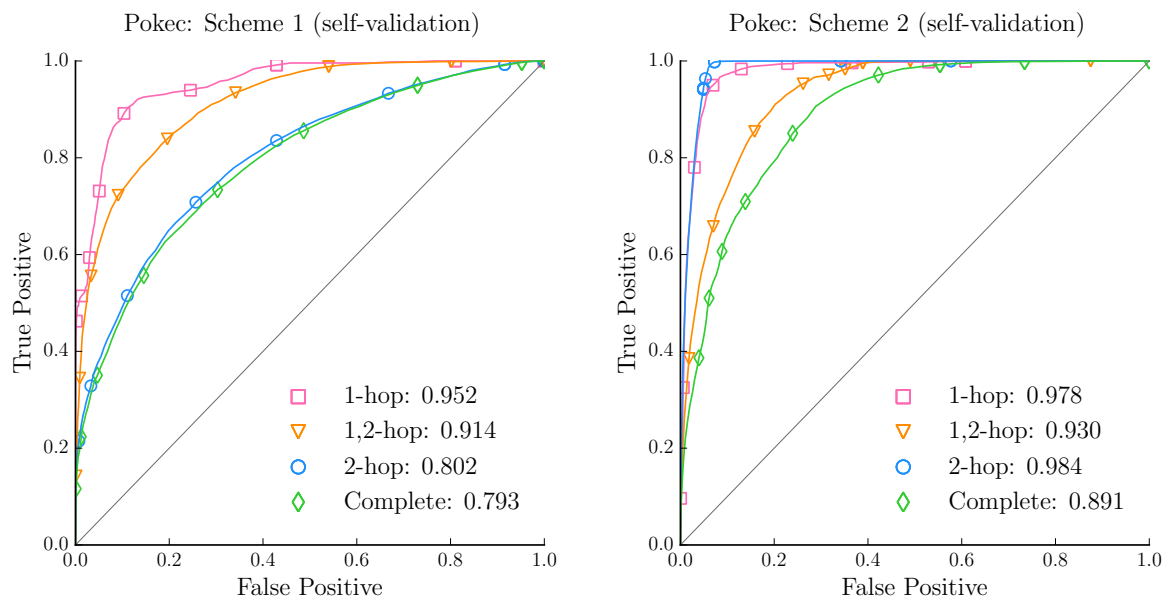 Pokec: Scheme 1 (self-validation)
1.0
0.8
0.6
0.4
0.2
0.0
True Positive
1-hop: 0.952
1,2-hop: 0.914
2-hop: 0.802
Complete: 0.793
0.0 0.2 0.4 0.6 0.8 1.0
False Positive
Pokec: Scheme 2 (self-validation)
1.0
0.8
0.6
0.4
0.2
0.0
True Positive
1-hop: 0.978
1,2-hop: 0.930
2-hop: 0.984
Complete: 0.891
0.0 0.2 0.4 0.6 0.8 1.0
False Positive